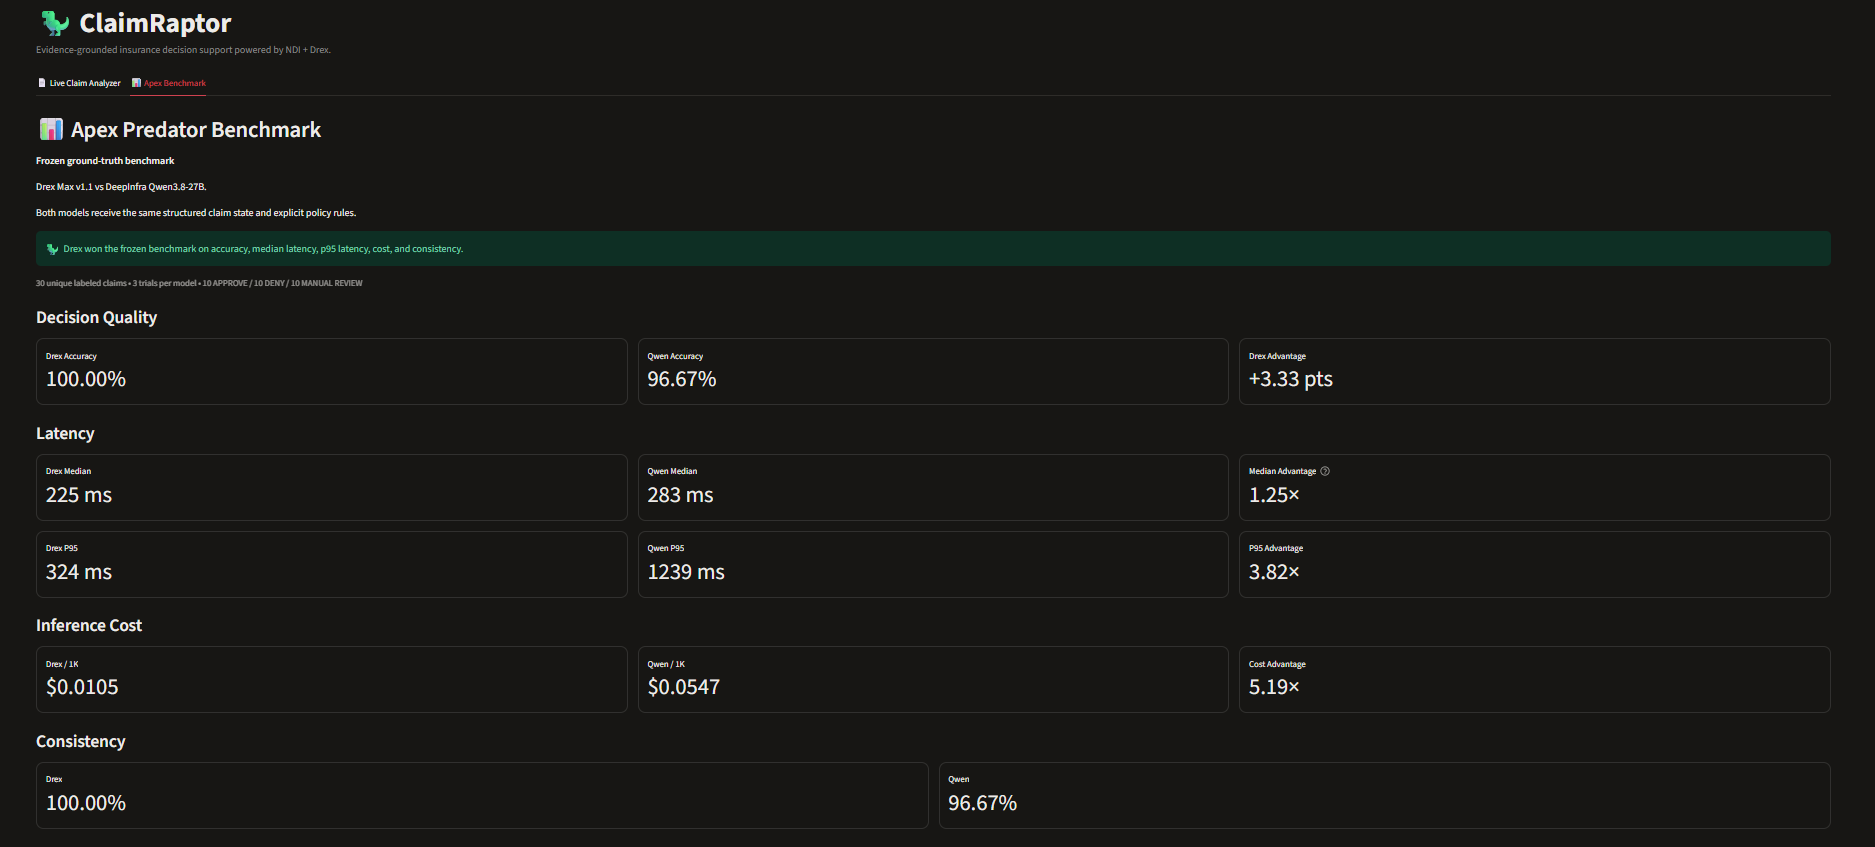 ClaimRaptor
Evidence-grounded insurance decision support powered by NDI + Drex.
Live Claim Analyzer
Apex Benchmark
Apex Predator Benchmark
Frozen ground-truth benchmark
Drex Max v1.1 vs DeepInfra Qwen3.8-27B.
Both models receive the same structured claim state and explicit policy rules.
Drex won the frozen benchmark on accuracy, median latency, p95 latency, cost, and consistency.
30 unique labeled claims • 3 trials per model • 10 APPROVE / 10 DENY / 10 MANUAL REVIEW
Decision Quality
Drex Accuracy
100.00%
Qwen Accuracy
96.67%
Drex Advantage
+3.33 pts
Latency
Drex Median
225 ms
Qwen Median
283 ms
Median Advantage
1.25×
Drex P95
324 ms
Qwen P95
1239 ms
P95 Advantage
3.82×
Inference Cost
Drex / 1K
$0.0105
Qwen / 1K
$0.0547
Cost Advantage
5.19×
Consistency
Drex
100.00%
Qwen
96.67%